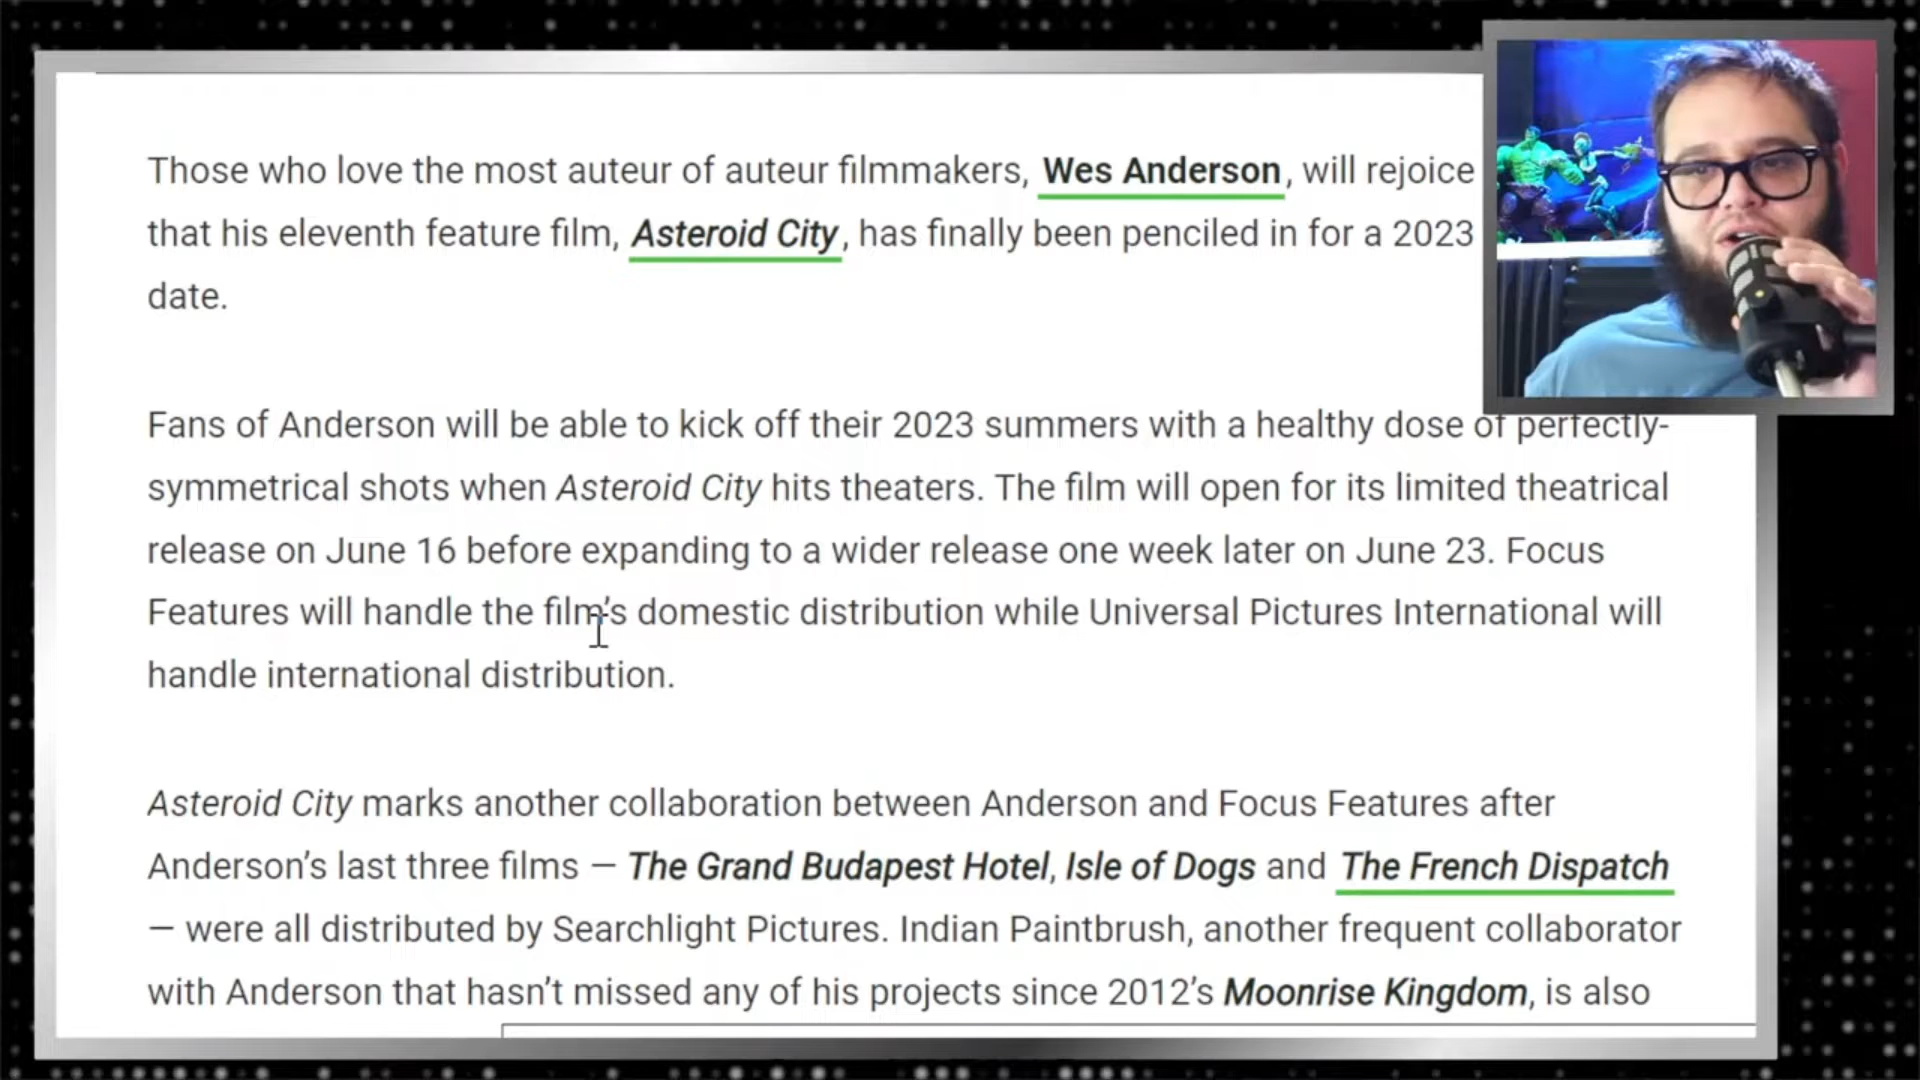 Those who love the most auteur of auteur filmmakers, Wes Anderson, will rejoice
that his eleventh feature film, Asteroid City, has finally been penciled in for a 2023
date.
Fans of Anderson will be able to kick off their 2023 summers with a healthy dose of perfectly-
symmetrical shots when Asteroid City hits theaters. The film will open for its limited theatrical
release on June 16 before expanding to a wider release one week later on June 23. Focus
Features will handle the film's domestic distribution while Universal Pictures International will
handle international distribution.
Asteroid City marks another collaboration between Anderson and Focus Features after
Anderson's last three films — The Grand Budapest Hotel, Isle of Dogs and The French Dispatch
— were all distributed by Searchlight Pictures. Indian Paintbrush, another frequent collaborator
with Anderson that hasn't missed any of his projects since 2012's Moonrise Kingdom, is also